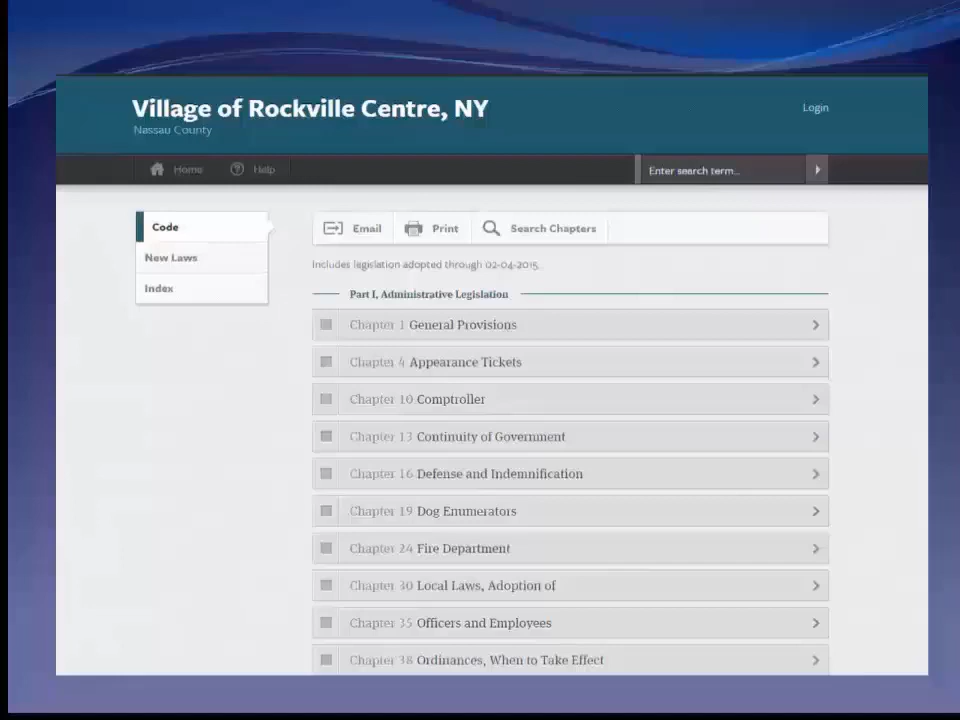 Village of Rockville Centre, NY
Login
Nassau County
Home
Help
Enter search term...
Code
New Laws
Index
Email
Print
Search Chapters
Includes legislation adopted through 02-04-2015.
Part I, Administrative Legislation
Chapter 1 General Provisions
Chapter 4 Appearance Tickets
Chapter 10 Comptroller
Chapter 13 Continuity of Government
Chapter 16 Defense and Indemnification
Chapter 19 Dog Enumerators
Chapter 24 Fire Department
Chapter 30 Local Laws, Adoption of
Chapter 35 Officers and Employees
Chapter 38 Ordinances, When to Take Effect